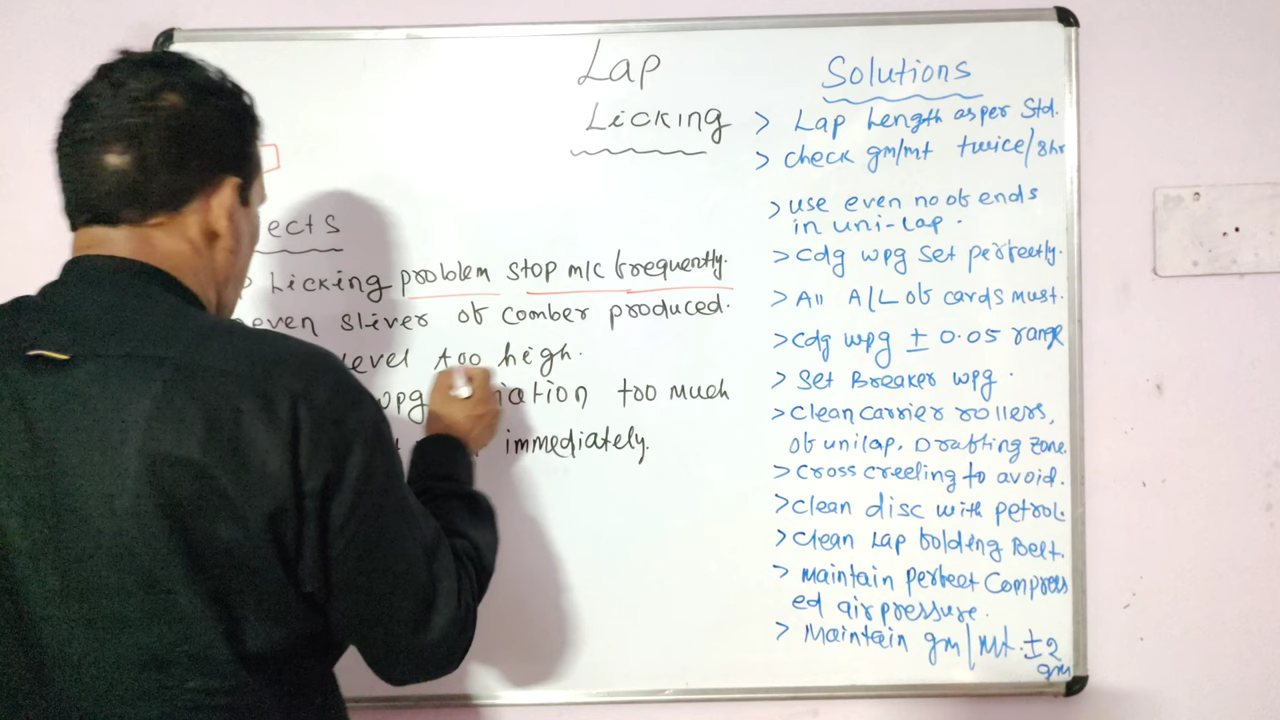 Lap
Licking
ects
Licking problem stop m/c frequently.
even sliver of comber produced.
level too high.
wpg too much
immediately.
Solutions
> Lap Length as per Std.
> check gm/mt twice/8hr
> use even no of ends
in uni-Lap.
> Cdg wpg set perfectly.
> All A/L of cards must.
> Cdg wpg ± 0.05 range
> Set Breaker wpg.
> clean carrier rollers,
of unilap, Drafting zone.
> Cross creeling to avoid.
> clean disc with petrol.
> clean Lap folding Belt.
> Maintain perfect Compress
ed air pressure.
> Maintain gm/mt. ±2
gm